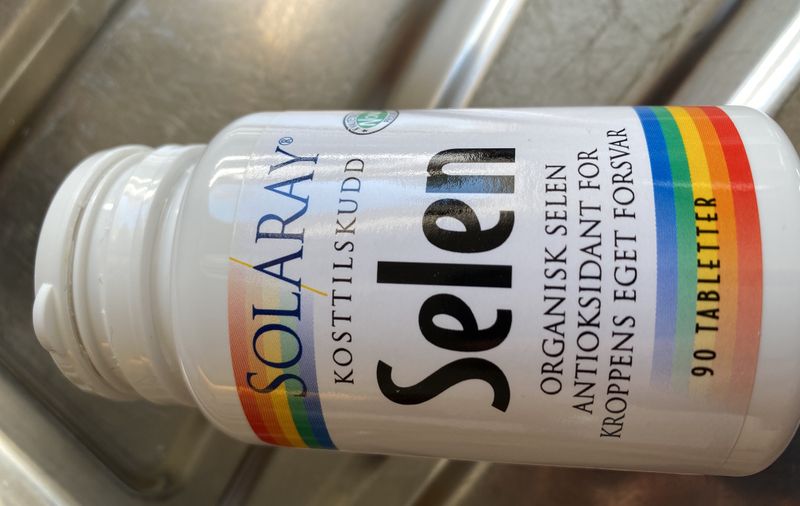 SOLARAY®
KOSTTILSKUDD
Selen
ORGANISK SELEN
ANTIOKSIDANT FOR
KROPPENS EGET FORSVAR
90 TABLETTER